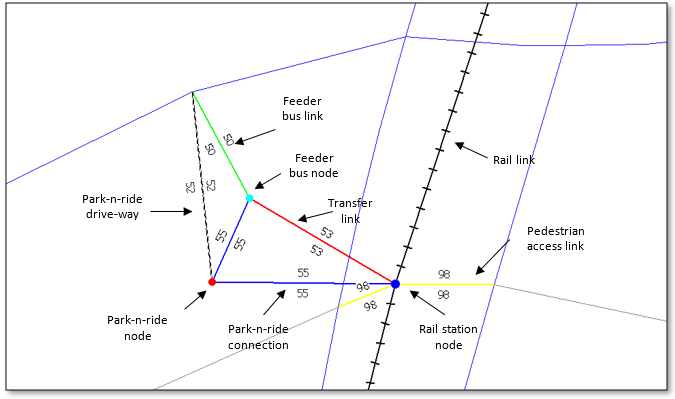 Feeder
bus link
50
50
Feeder
bus node
Rail link
52
52
Park-n-ride
drive-way
Transfer
link
53
53
55
55
Pedestrian
access link
55
55
98
98
98
98
Park-n-ride
node
Park-n-ride
connection
Rail station
node